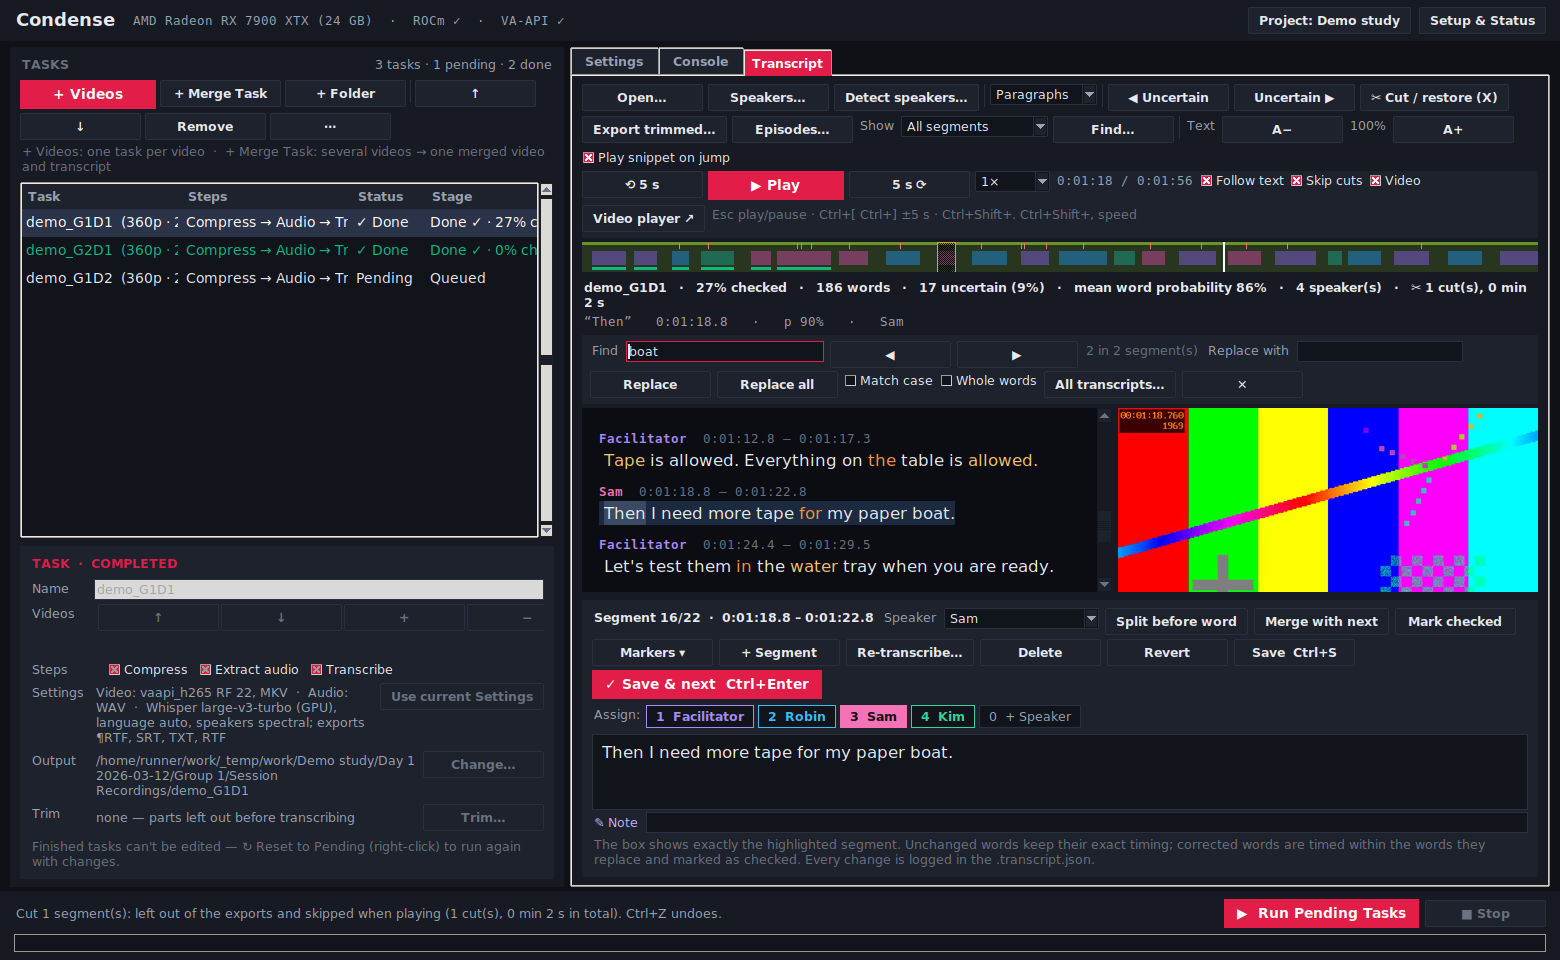 Condense AMD Radeon RX 7900 XTX (24 GB) · ROCm ✓ · VA-API ✓ Project: Demo study Setup & Status
TASKS 3 tasks · 1 pending · 2 done
+ Videos + Merge Task + Folder ↑
↓ Remove ···
+ Videos: one task per video · + Merge Task: several videos → one merged video
and transcript
Task Steps Status Stage
demo_G1D1 (360p · 2 Compress → Audio → Tr ✓ Done Done ✓ · 27% c
demo_G2D1 (360p · 2 Compress → Audio → Tr ✓ Done Done ✓ · 0% ch
demo_G1D2 (360p · 2 Compress → Audio → Tr Pending Queued
TASK · COMPLETED
Name demo_G1D1
Videos ↑ ↓ + −
Steps Compress Extract audio Transcribe
Settings Video: vaapi_h265 RF 22, MKV · Audio:
WAV · Whisper large-v3-turbo (GPU),
language auto, speakers spectral; exports
¶RTF, SRT, TXT, RTF
Use current Settings
Output /home/runner/work/_temp/work/Demo study/Day 1
2026-03-12/Group 1/Session
Recordings/demo_G1D1
Change…
Trim none — parts left out before transcribing Trim…
Finished tasks can't be edited — ↻ Reset to Pending (right-click) to run again
with changes.
Settings Console Transcript
Open… Speakers… Detect speakers… Paragraphs ◀ Uncertain Uncertain ▶ ✂ Cut / restore (X)
Export trimmed… Episodes… Show All segments Find… Text A− 100% A+
Play snippet on jump
⟲ 5 s ▶ Play 5 s ⟳ 1× 0:01:18 / 0:01:56 Follow text Skip cuts Video
Video player ↗ Esc play/pause · Ctrl+[ Ctrl+] ±5 s · Ctrl+Shift+. Ctrl+Shift+, speed
demo_G1D1 · 27% checked · 186 words · 17 uncertain (9%) · mean word probability 86% · 4 speaker(s) · ✂ 1 cut(s), 0 min
2 s
“Then” 0:01:18.8 · p 90% · Sam
Find boat ◀ ▶ 2 in 2 segment(s) Replace with
Replace Replace all Match case Whole words All transcripts… ✕
Facilitator 0:01:12.8 – 0:01:17.3
Tape is allowed. Everything on the table is allowed.
Sam 0:01:18.8 – 0:01:22.8
Then I need more tape for my paper boat.
Facilitator 0:01:24.4 – 0:01:29.5
Let's test them in the water tray when you are ready.
00:01:18.760
1969
Segment 16/22 · 0:01:18.8 – 0:01:22.8 Speaker Sam Split before word Merge with next Mark checked
Markers ▾ + Segment Re-transcribe… Delete Revert Save Ctrl+S
✓ Save & next Ctrl+Enter
Assign: 1 Facilitator 2 Robin 3 Sam 4 Kim 0 + Speaker
Then I need more tape for my paper boat.
✎ Note
The box shows exactly the highlighted segment. Unchanged words keep their exact timing; corrected words are timed within the words they
replace and marked as checked. Every change is logged in the .transcript.json.
Cut 1 segment(s): left out of the exports and skipped when playing (1 cut(s), 0 min 2 s in total). Ctrl+Z undoes.
▶ Run Pending Tasks ■ Stop